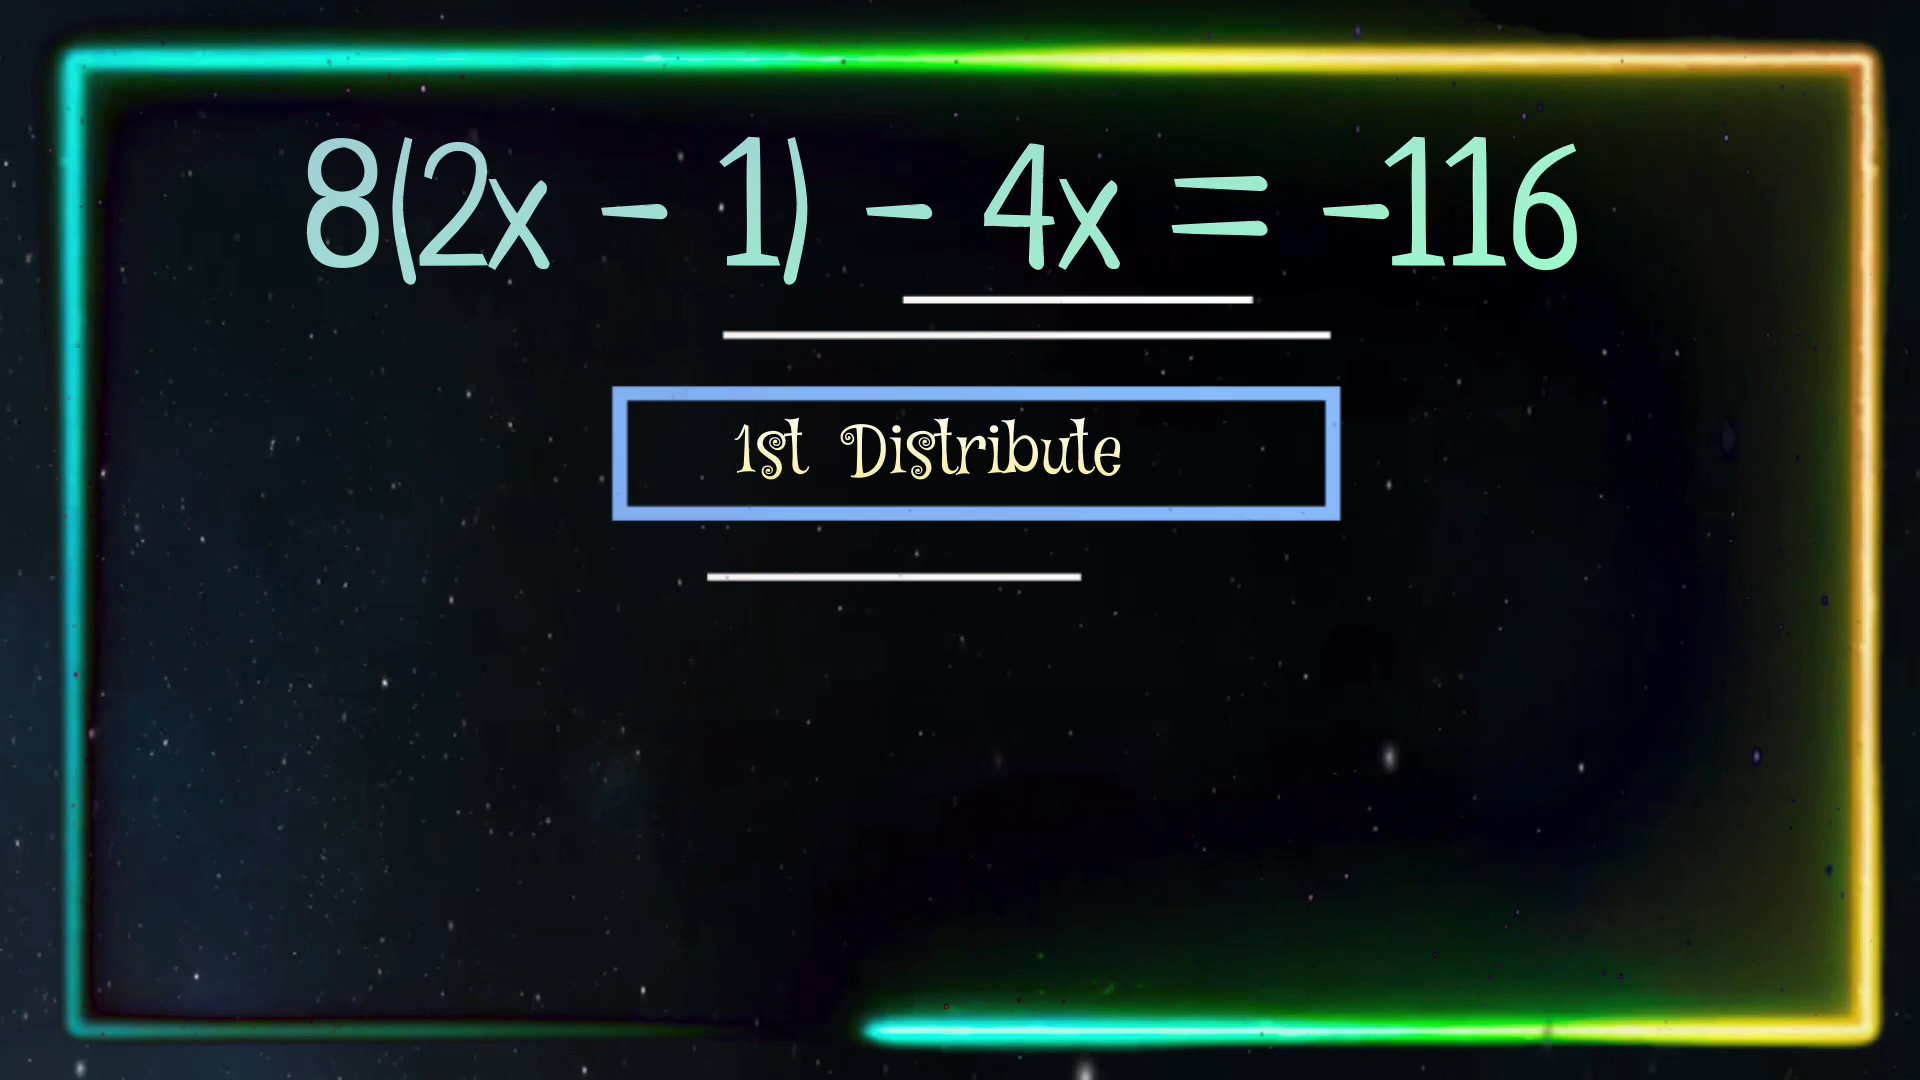 8(2x - 1) - 4x = -116
1st Distribute